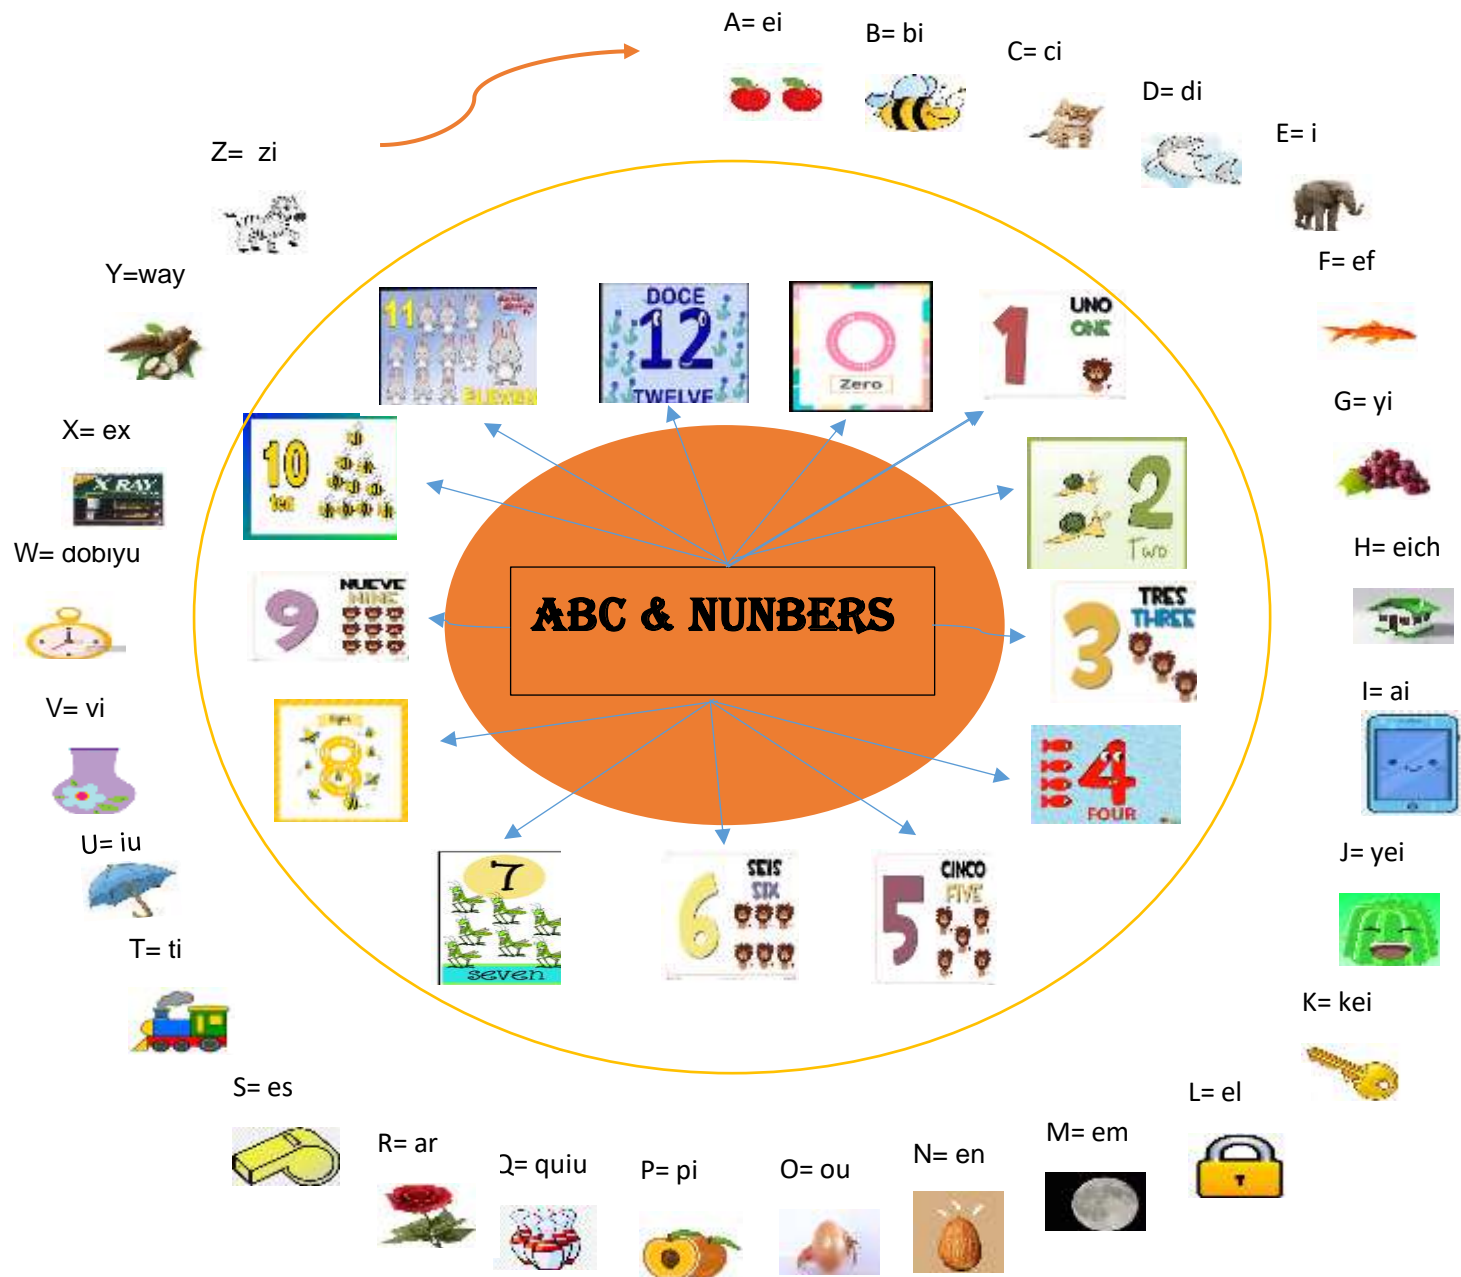 A= ei
B= bi
C= ci
D= di
E= i
F= ef
G= yi
H= eich
I= ai
J= yei
K= kei
L= el
M= em
N= en
O= ou
P= pi
Q= quiu
R= ar
S= es
T= ti
U= iu
V= vi
W= dobiyu
X= ex
X RAY
Y=way
Z= zi
ABC & NUNBERS
11
ELEVEN
DOCE
12
TWELVE
0
Zero
1
UNO
ONE
2
Two
3
TRES
THREE
4
FOUR
5
CINCO
FIVE
6
SEIS
SIX
7
seven
8
eight
9
NUEVE
NINE
10
ten